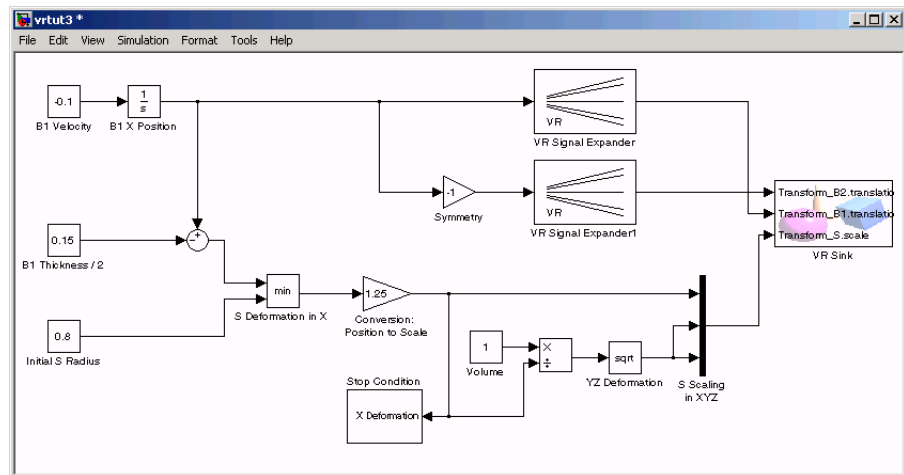 vrtut3 *
File Edit View Simulation Format Tools Help
-0.1
B1 Velocity
1
s
B1 X Position
VR
VR Signal Expander
-1
Symmetry
VR
VR Signal Expander1
Transform_B2.translatio
Transform_B1.translatio
Transform_S.scale
VR Sink
0.15
B1 Thickness / 2
- +
min
S Deformation in X
1.25
Conversion:
Position to Scale
0.8
Initial S Radius
1
Volume
×
÷
sqrt
YZ Deformation
S Scaling
in XYZ
Stop Condition
X Deformation